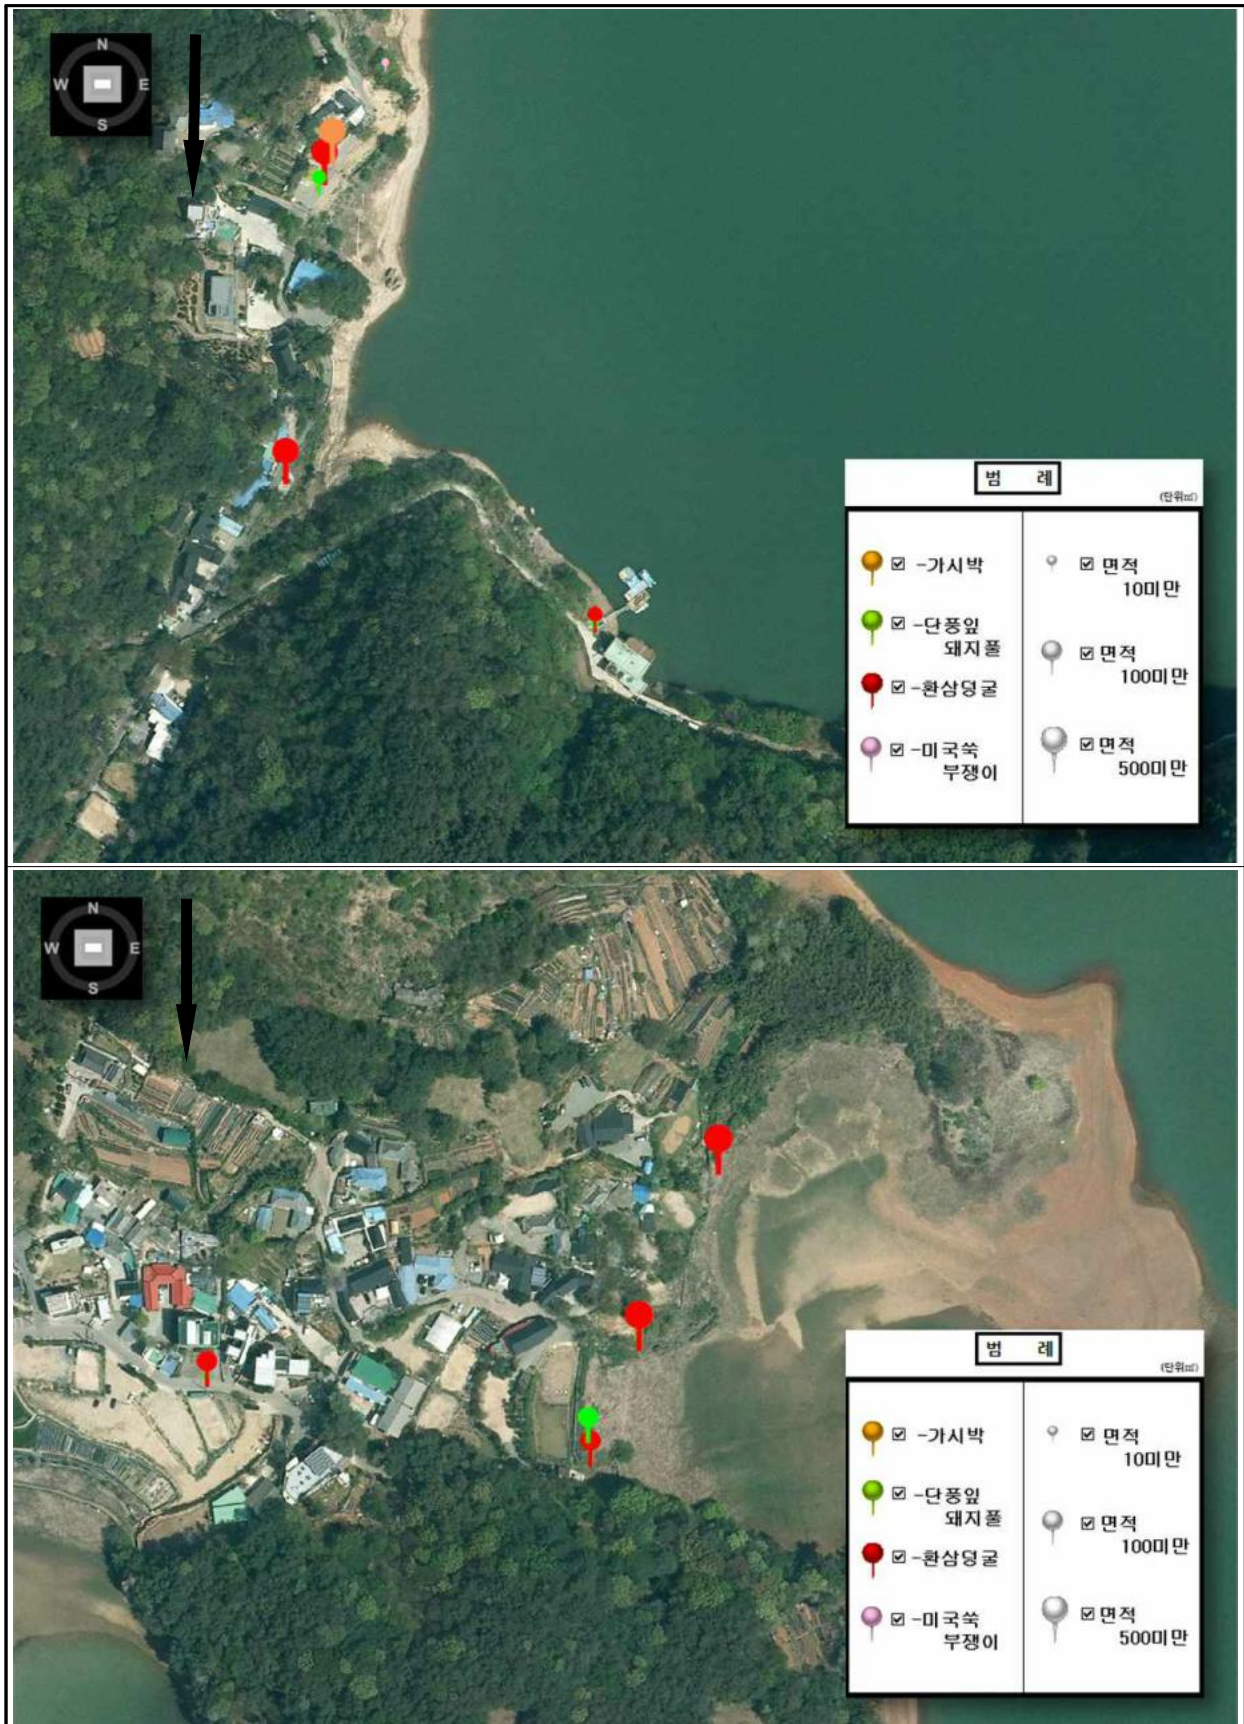 N
W E
S
범 례
(단위㎡)
-가시박
-단풍잎
돼지풀
-환삼덩굴
-미국쑥
부쟁이
면적
10미만
면적
100미만
면적
500미만
N
W E
S
범 례
(단위㎡)
-가시박
-단풍잎
돼지풀
-환삼덩굴
-미국쑥
부쟁이
면적
10미만
면적
100미만
면적
500미만